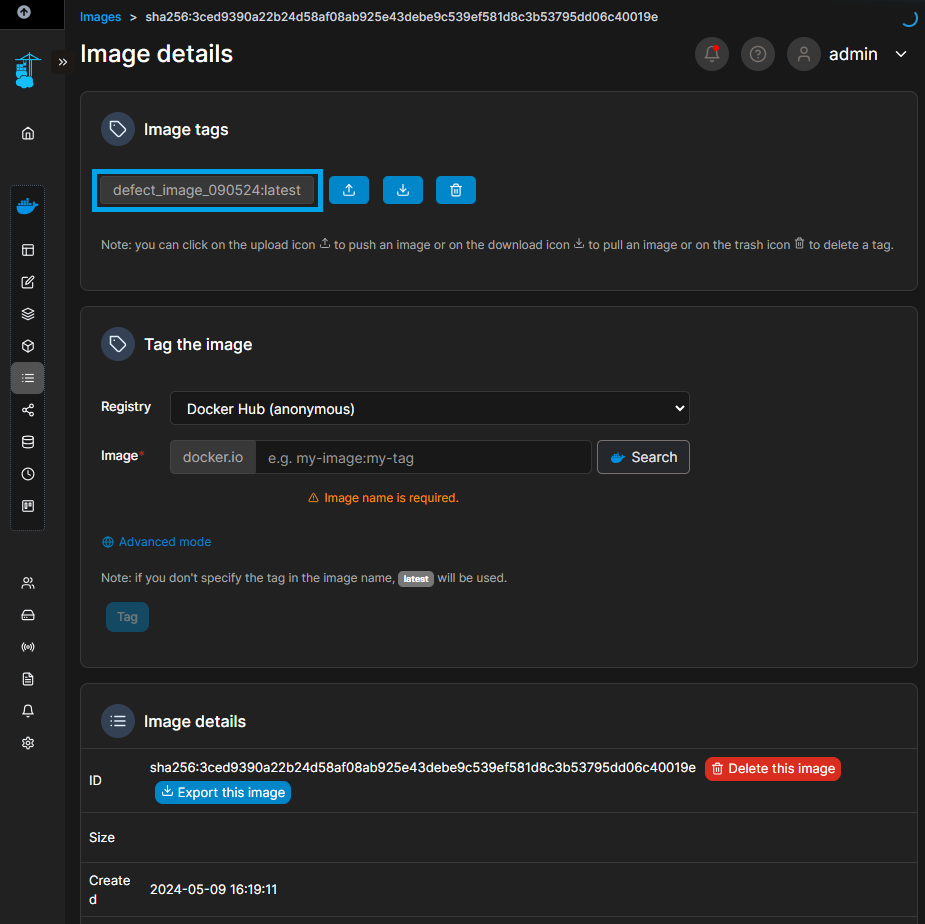 Images > sha256:3ced9390a22b24d58af08ab925e43debe9c539ef581d8c3b53795dd06c40019e
Image details
admin
Image tags
defect_image_090524:latest
Note: you can click on the upload icon to push an image or on the download icon to pull an image or on the trash icon to delete a tag.
Tag the image
Registry Docker Hub (anonymous)
Image* docker.io e.g. my-image:my-tag Search
Image name is required.
Advanced mode
Note: if you don't specify the tag in the image name, latest will be used.
Tag
Image details
ID sha256:3ced9390a22b24d58af08ab925e43debe9c539ef581d8c3b53795dd06c40019e Delete this image
Export this image
Size
Create
d 2024-05-09 16:19:11